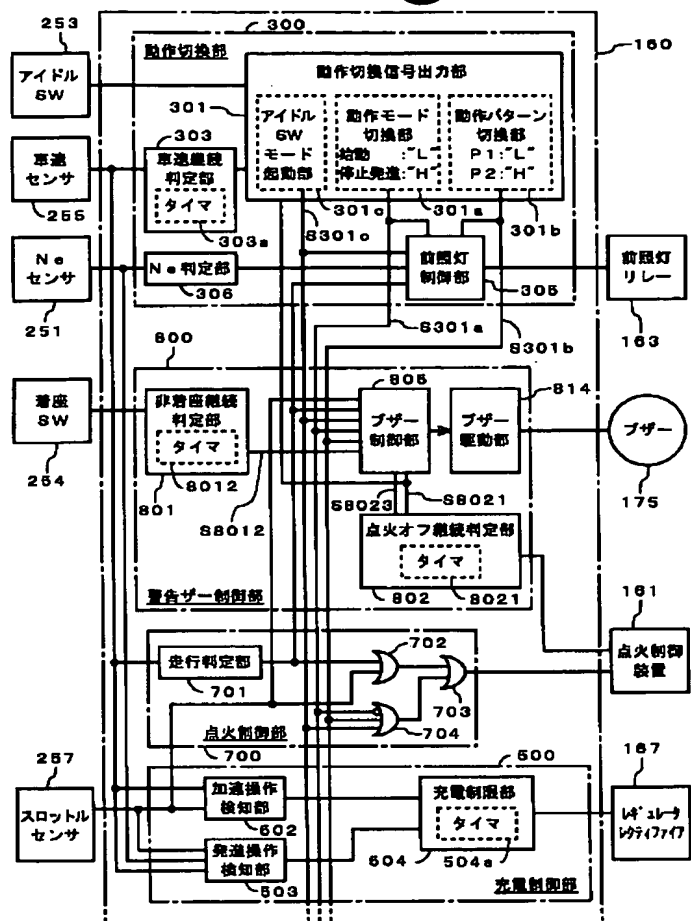 300
253
動作切換部
160
アイドル
SW
動作切換信号出力部
301
303
アイドル
SW
モード
起動部
動作モード
切換部
始動 :"L"
停止発進:"H"
動作パターン
切換部
P1:"L"
P2:"H"
車速
センサ
車速継続
判定部
タイマ
255
303a
301c
301a
301b
S301c
Ne
センサ
Ne判定部
前照灯
制御部
前照灯
リレー
251
306
305
163
S301a
S301b
800
805
814
着座
SW
非着座継続
判定部
タイマ
ブザー
制御部
ブザー
駆動部
ブザー
254
8012
801
S8012
S8023
S8021
175
点火オフ継続判定部
タイマ
802
8021
警告ザー制御部
161
702
走行判定部
点火制御
装置
701
703
点火制御部
704
700
257
500
167
スロットル
センサ
加速操作
検知部
502
充電制限部
タイマ
レギュレータ
レクティファイア
発進操作
検知部
503
504
504a
充電制御部